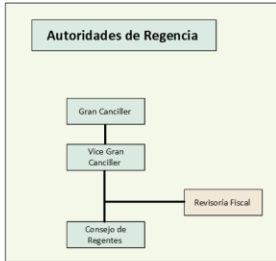 Autoridades de Regencia
Gran Canciller
Vice Gran
Canciller
Revisoría Fiscal
Consejo de
Regentes